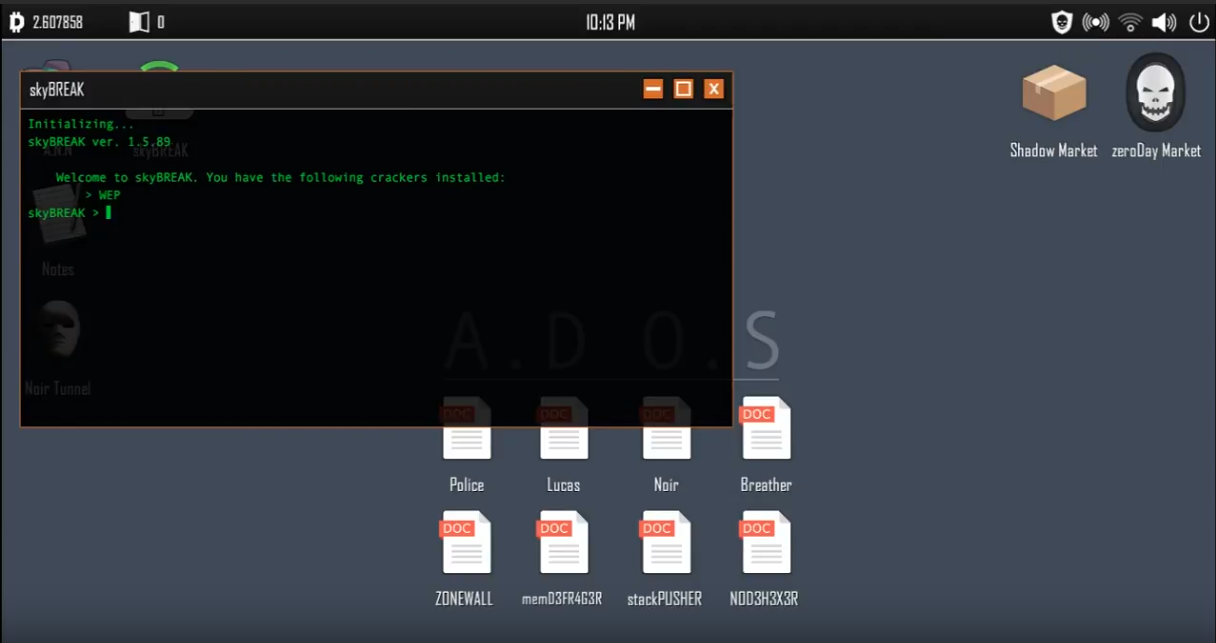 2.607858
0
10:13 PM
skyBREAK
Initializing...
skyBREAK ver. 1.5.89
Welcome to skyBREAK. You have the following crackers installed:
> WEP
skyBREAK >
A.N.N
skyBREAK
Notes
Noir Tunnel
Shadow Market
zeroDay Market
A.D O.S
DOC
DOC
DOC
DOC
Police
Lucas
Noir
Breather
DOC
DOC
DOC
DOC
ZONEWALL
memD3FR4G3R
stackPUSHER
NOD3H3X3R